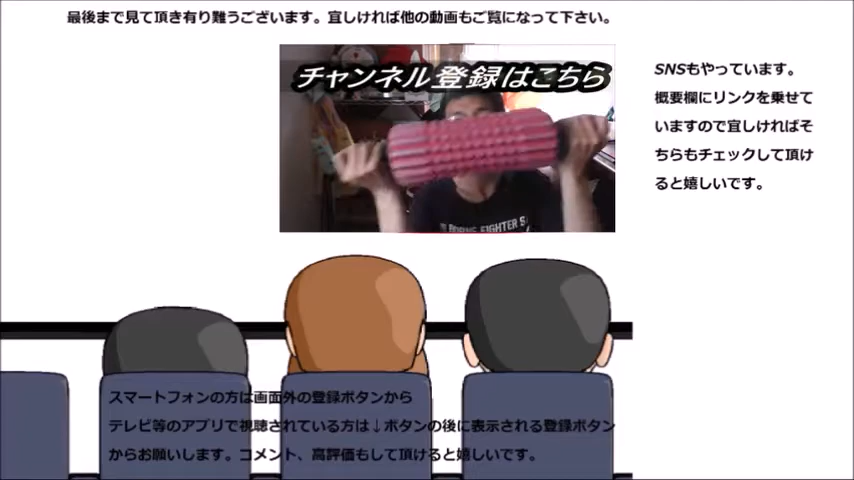 最後まで見て頂き有り難うございます。宜しければ他の動画もご覧になって下さい。
チャンネル登録はこちら
SNSもやっています。
概要欄にリンクを乗せて
いますので宜しければそ
ちらもチェックして頂け
ると嬉しいです。
FIGHTER
スマートフォンの方は画面外の登録ボタンから
テレビ等のアプリで視聴されている方は↓ボタンの後に表示される登録ボタン
からお願いします。コメント、高評価もして頂けると嬉しいです。